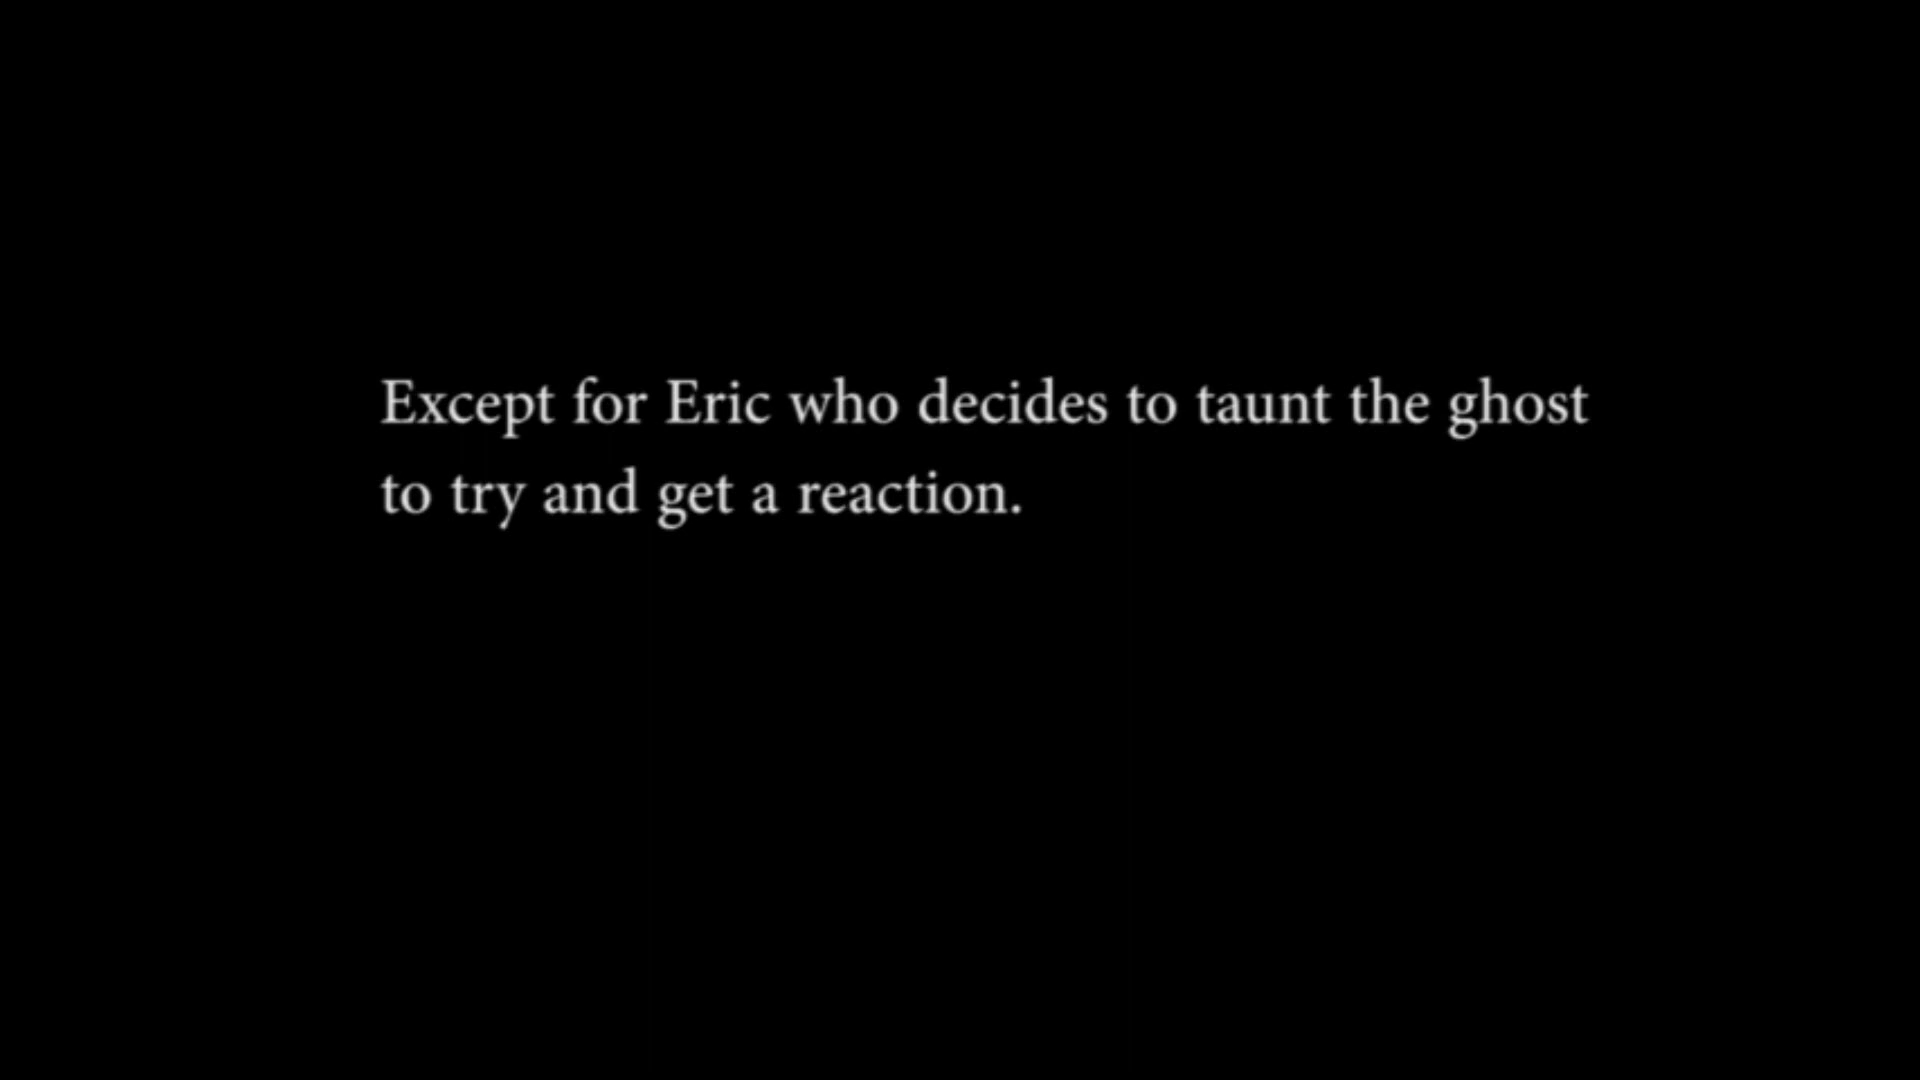 Except for Eric who decides to taunt the ghost
to try and get a reaction.